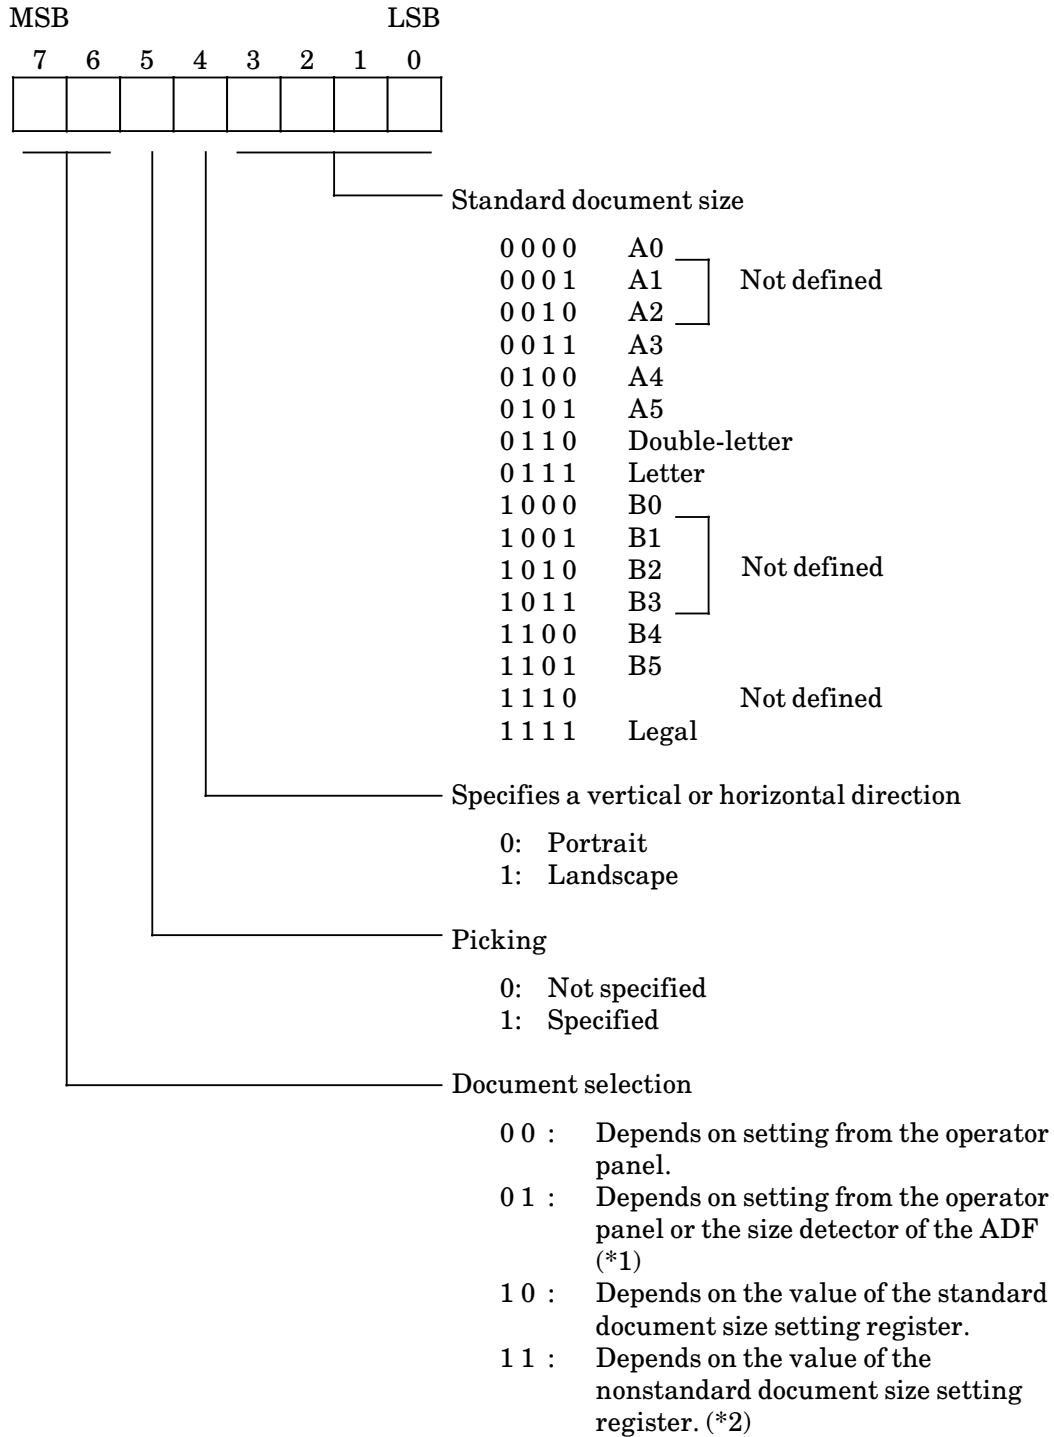 MSB LSB
7 6 5 4 3 2 1 0
Standard document size
0 0 0 0 A0
0 0 0 1 A1 Not defined
0 0 1 0 A2
0 0 1 1 A3
0 1 0 0 A4
0 1 0 1 A5
0 1 1 0 Double-letter
0 1 1 1 Letter
1 0 0 0 B0
1 0 0 1 B1
1 0 1 0 B2 Not defined
1 0 1 1 B3
1 1 0 0 B4
1 1 0 1 B5
1 1 1 0 Not defined
1 1 1 1 Legal
Specifies a vertical or horizontal direction
0: Portrait
1: Landscape
Picking
0: Not specified
1: Specified
Document selection
0 0 : Depends on setting from the operator
panel.
0 1 : Depends on setting from the operator
panel or the size detector of the ADF
(*1)
1 0 : Depends on the value of the standard
document size setting register.
1 1 : Depends on the value of the
nonstandard document size setting
register. (*2)